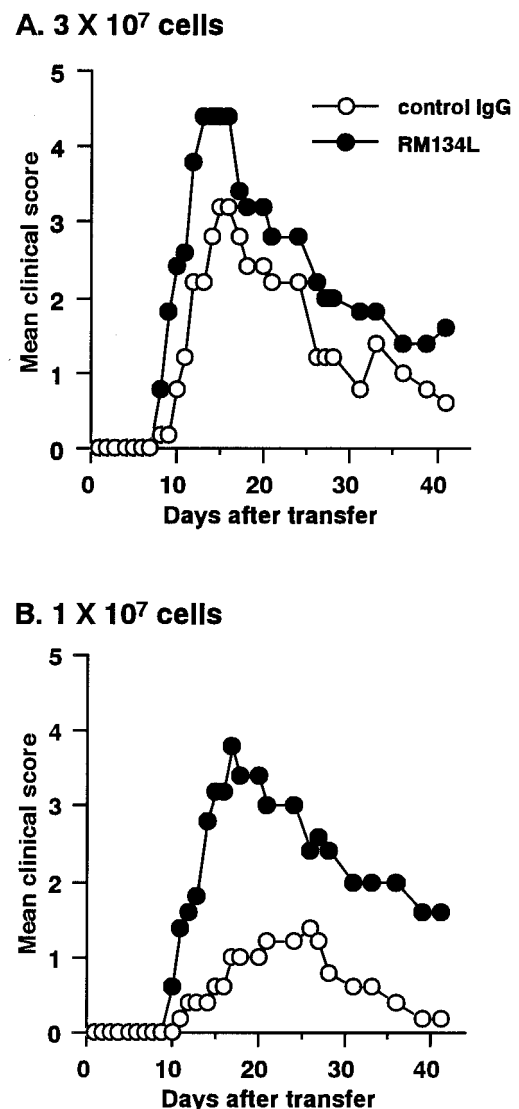 A. 3 X 10⁷ cells
5
4
3
2
1
0
Mean clinical score
control IgG
RM134L
0 10 20 30 40
Days after transfer
B. 1 X 10⁷ cells
5
4
3
2
1
0
Mean clinical score
0 10 20 30 40
Days after transfer